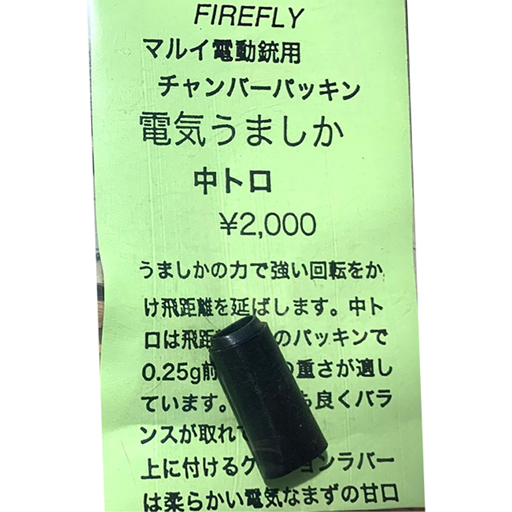 FIREFLY
マルイ電動銃用
チャンバーパッキン
電気うましか
中トロ
¥2,000
うましかの力で強い回転をか
け飛距離を延ばします。中ト
ロは飛距 のパッキンで
0.25g前 の重さが適し
ています。 も良くバラ
ンスが取れて
上に付けるク ョンラバー
は柔らかい電気なまずの甘口